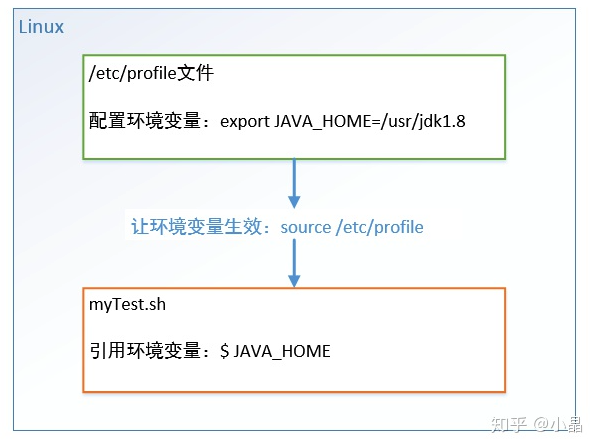 Linux
/etc/profile文件
配置环境变量：export JAVA_HOME=/usr/jdk1.8
让环境变量生效：source /etc/profile
myTest.sh
引用环境变量：$ JAVA_HOME
知乎 @小晶